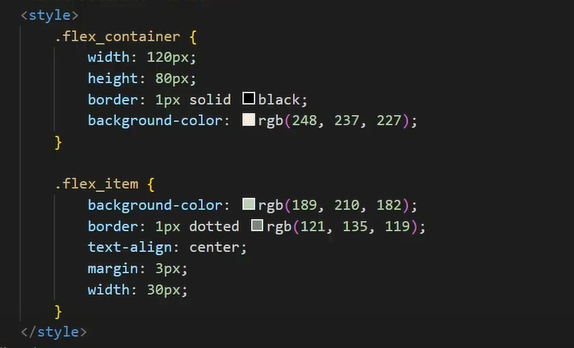 <style>
.flex_container {
width: 120px;
height: 80px;
border: 1px solid black;
background-color: rgb(248, 237, 227);
}
.flex_item {
background-color: rgb(189, 210, 182);
border: 1px dotted rgb(121, 135, 119);
text-align: center;
margin: 3px;
width: 30px;
}
</style>